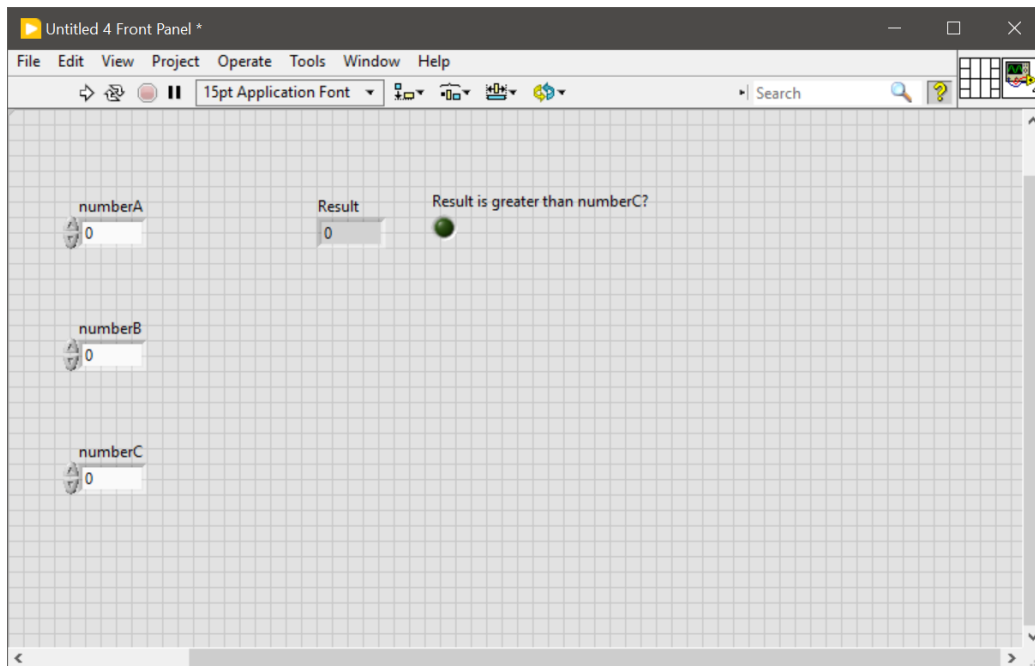 Untitled 4 Front Panel *
File Edit View Project Operate Tools Window Help
15pt Application Font
Search
?
numberA
0
Result
0
Result is greater than numberC?
numberB
0
numberC
0